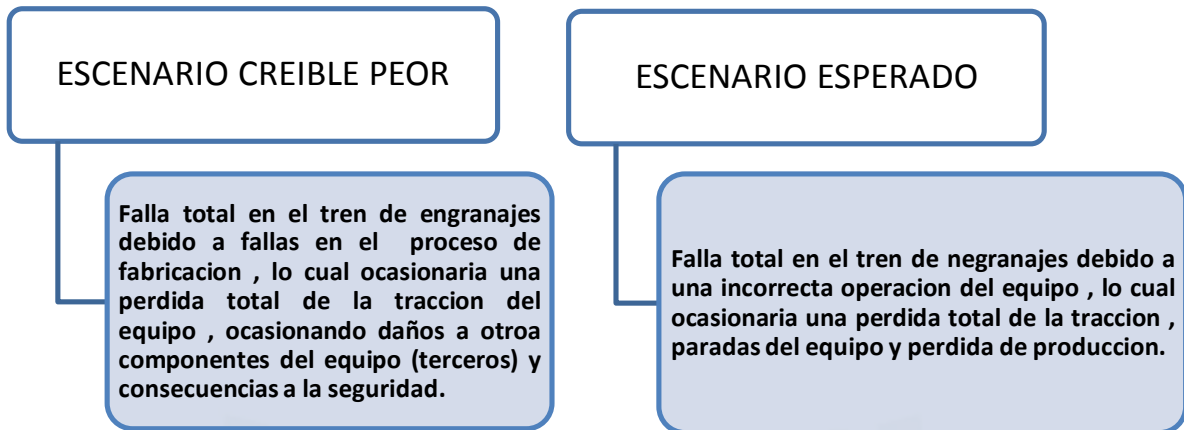 ESCENARIO CREIBLE PEOR
Falla total en el tren de engranajes
debido a fallas en el proceso de
fabricacion , lo cual ocasionaria una
perdida total de la traccion del
equipo , ocasionando daños a otroa
componentes del equipo (terceros) y
consecuencias a la seguridad.
ESCENARIO ESPERADO
Falla total en el tren de negranajes debido a
una incorrecta operacion del equipo , lo cual
ocasionaria una perdida total de la traccion ,
paradas del equipo y perdida de produccion.